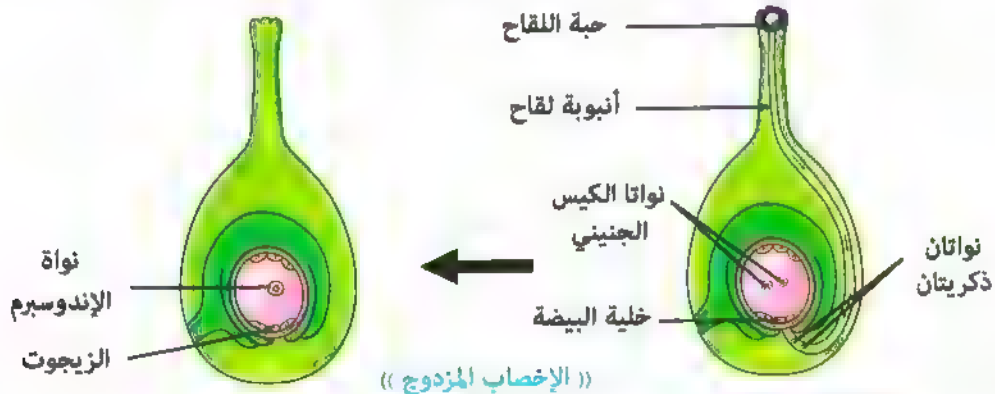 حبة اللقاح
أنبوبة لقاح
نواتا الكيس
الجنيني
نواتان
ذكريتان
خلية البيضة
نواة
الإندوسبرم
الزيجوت
(( الإخصاب المزدوج ))